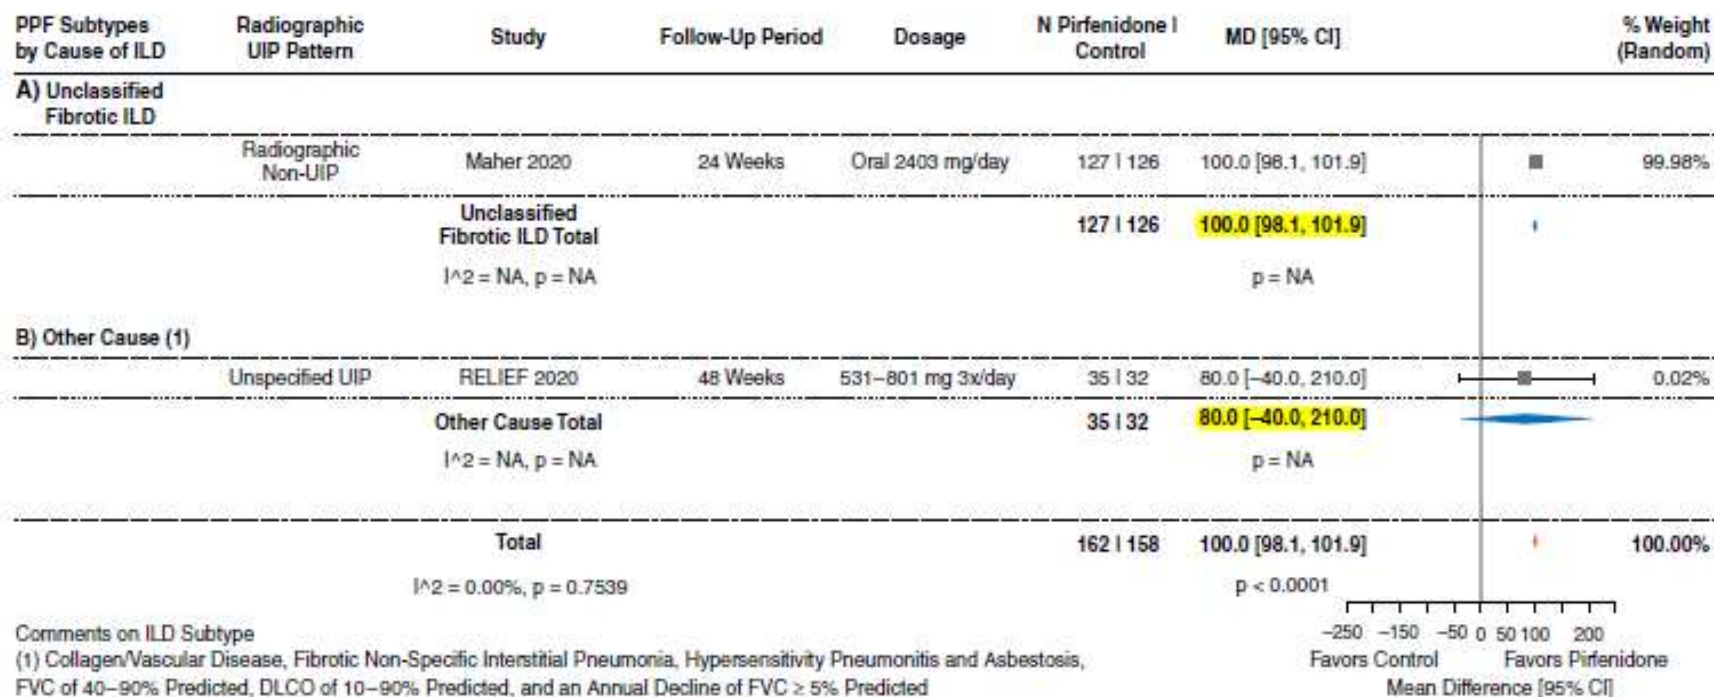 PPF Subtypes by Cause of ILD Radiographic UIP Pattern Study Follow-Up Period Dosage N Pirfenidone | Control MD [95% CI] % Weight (Random)
A) Unclassified
Fibrotic ILD
Radiographic Non-UIP Maher 2020 24 Weeks Oral 2403 mg/day 127 | 126 100.0 [98.1, 101.9] 99.98%
Unclassified Fibrotic ILD Total 127 | 126 100.0 [98.1, 101.9]
I^2 = NA, p = NA p = NA
B) Other Cause (1)
Unspecified UIP RELIEF 2020 48 Weeks 531–801 mg 3x/day 35 | 32 80.0 [–40.0, 210.0] 0.02%
Other Cause Total 35 | 32 80.0 [–40.0, 210.0]
I^2 = NA, p = NA p = NA
Total 162 | 158 100.0 [98.1, 101.9] 100.00%
I^2 = 0.00%, p = 0.7539 p < 0.0001
–250 –150 –50 0 50 100 200
Favors Control Favors Pirfenidone
Mean Difference [95% CI]
Comments on ILD Subtype
(1) Collagen/Vascular Disease, Fibrotic Non-Specific Interstitial Pneumonia, Hypersensitivity Pneumonitis and Asbestosis,
FVC of 40–90% Predicted, DLCO of 10–90% Predicted, and an Annual Decline of FVC ≥ 5% Predicted